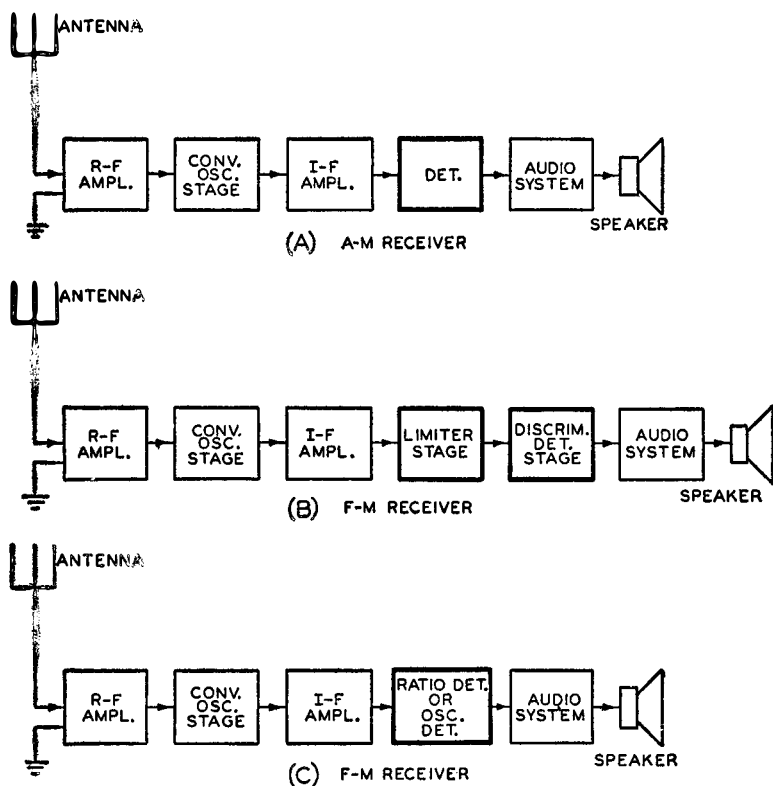 ANTENNA
R-F
AMPL.
CONV.
OSC.
STAGE
I-F
AMPL.
DET.
AUDIO
SYSTEM
SPEAKER
(A) A-M RECEIVER
ANTENNA
R-F
AMPL.
CONV.
OSC.
STAGE
I-F
AMPL.
LIMITER
STAGE
DISCRIM.
DET.
STAGE
AUDIO
SYSTEM
SPEAKER
(B) F-M RECEIVER
ANTENNA
R-F
AMPL.
CONV.
OSC.
STAGE
I-F
AMPL.
RATIO DET.
OR
OSC.
DET.
AUDIO
SYSTEM
SPEAKER
(C) F-M RECEIVER